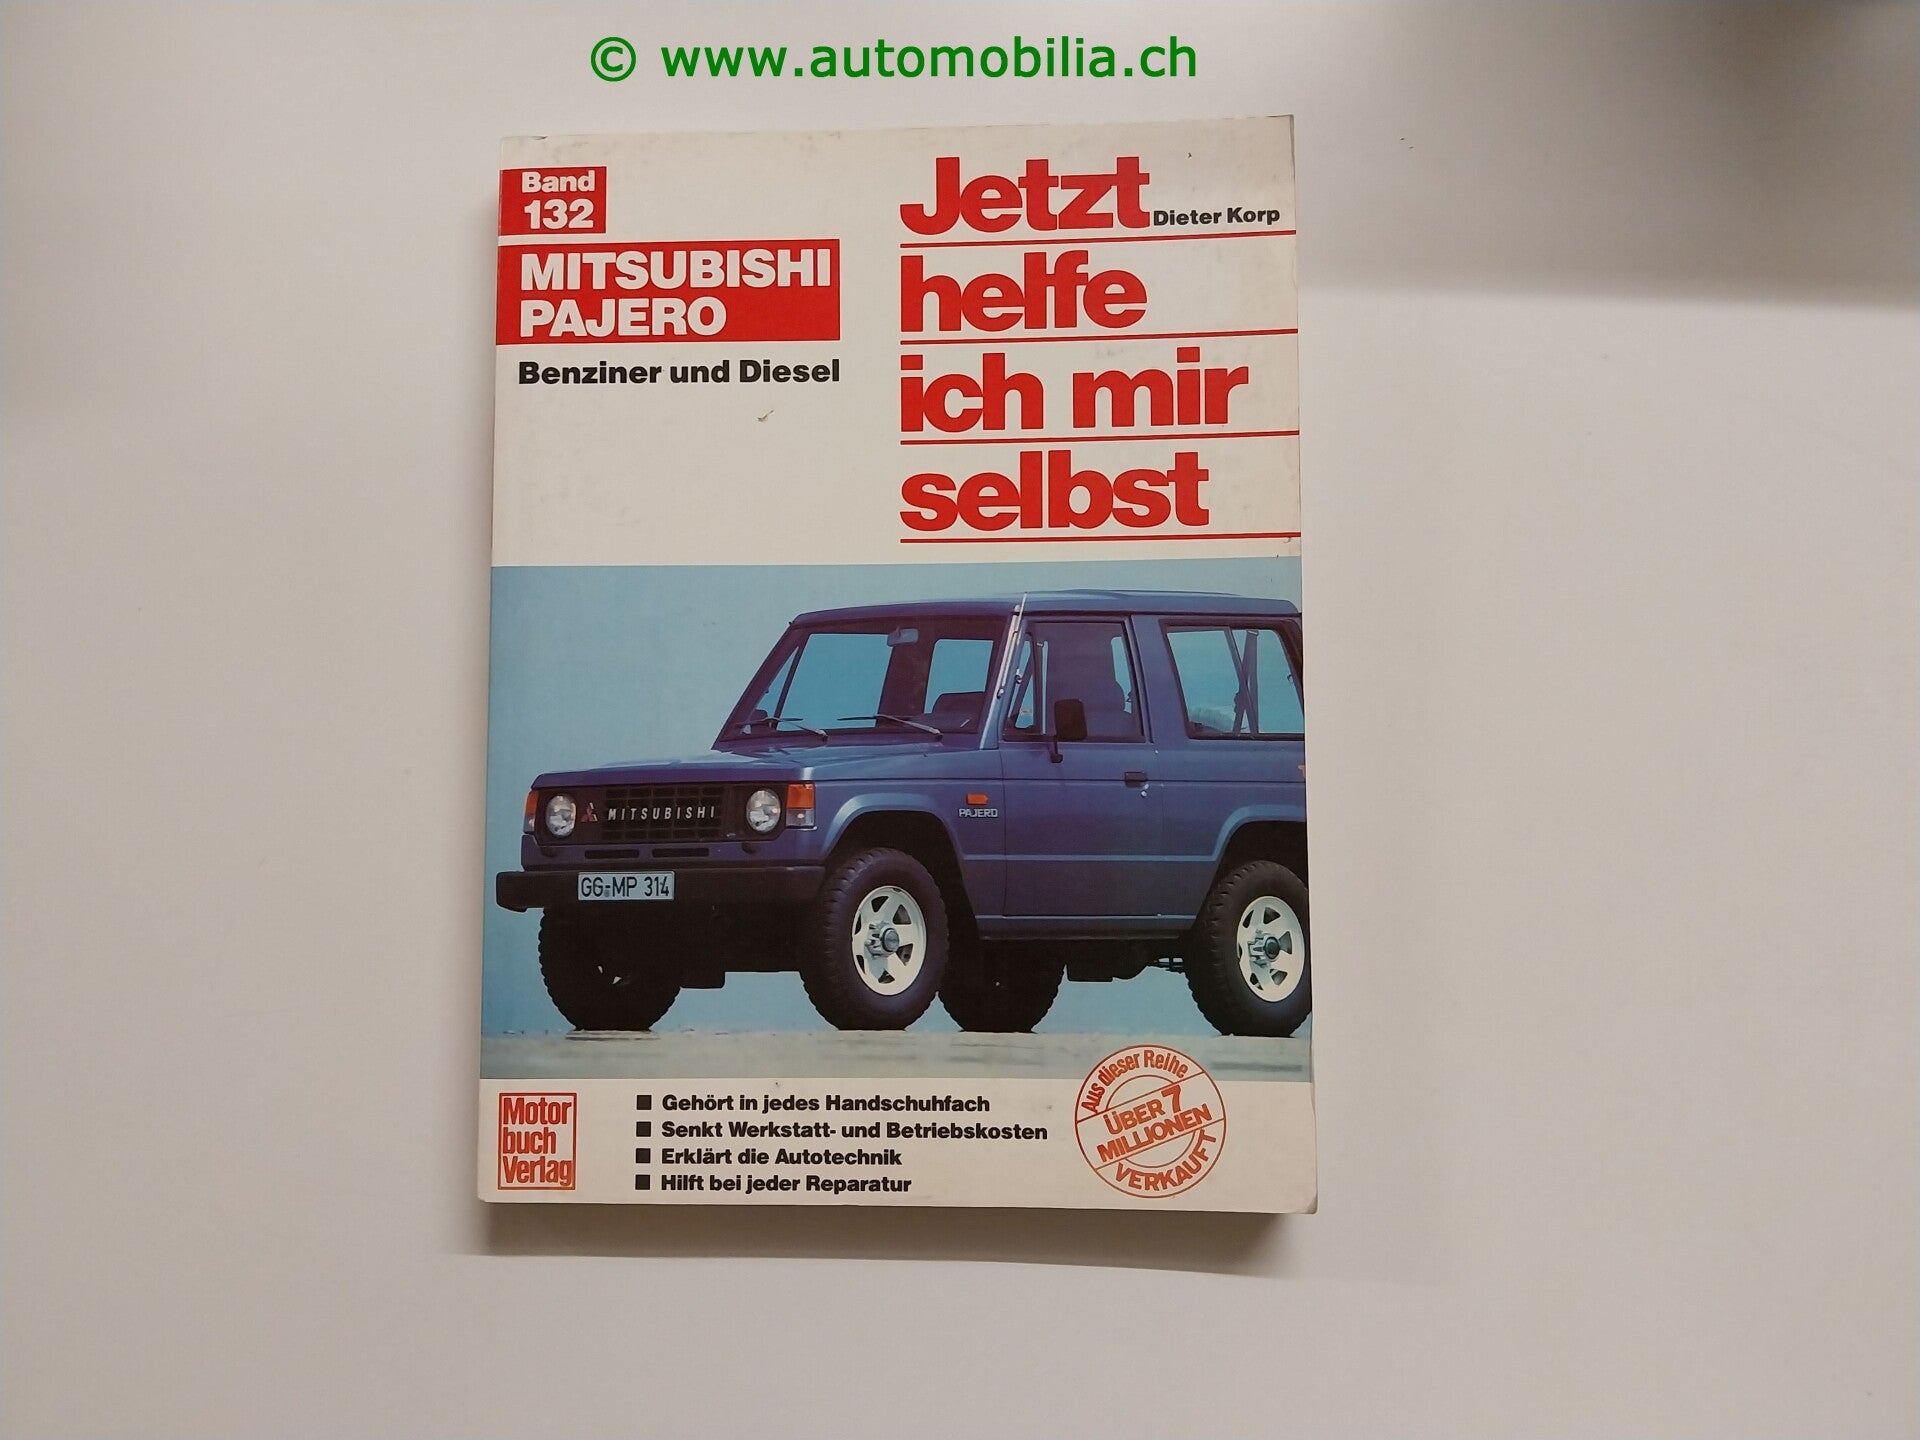 © www.automobilia.ch
Band
132
MITSUBISHI
PAJERO
Benziner und Diesel
Jetzt
Dieter Korp
helfe
ich mir
selbst
MITSUBISHI
PAJERO
GG-MP 314
Motor
buch
Verlag
■ Gehört in jedes Handschuhfach
■ Senkt Werkstatt- und Betriebskosten
■ Erklärt die Autotechnik
■ Hilft bei jeder Reparatur
Aus dieser Reihe
ÜBER 7
MILLIONEN
VERKAUFT